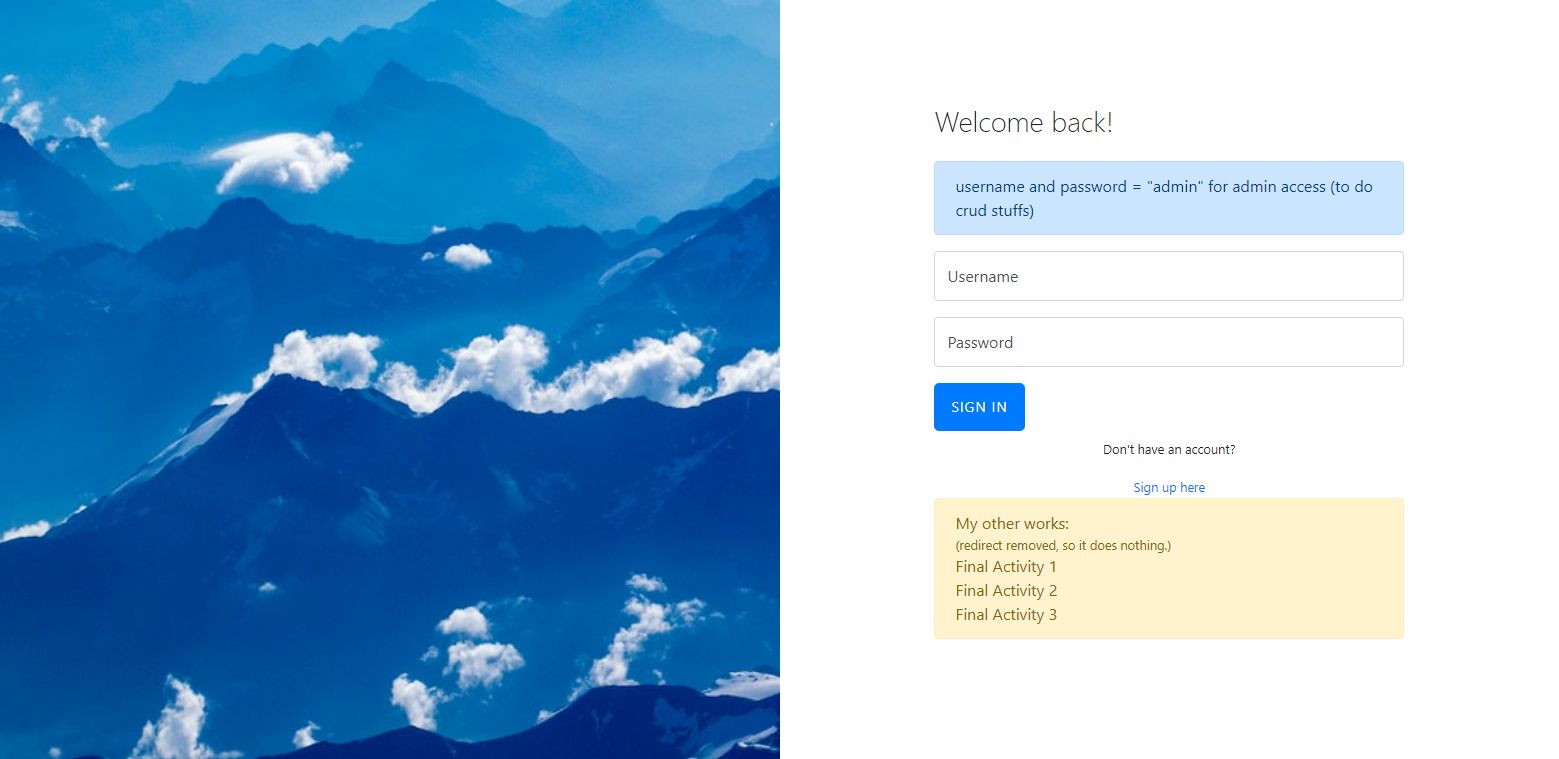 Welcome back!
username and password = "admin" for admin access (to do
crud stuffs)
Username
Password
SIGN IN
Don't have an account?
Sign up here
My other works:
(redirect removed, so it does nothing.)
Final Activity 1
Final Activity 2
Final Activity 3